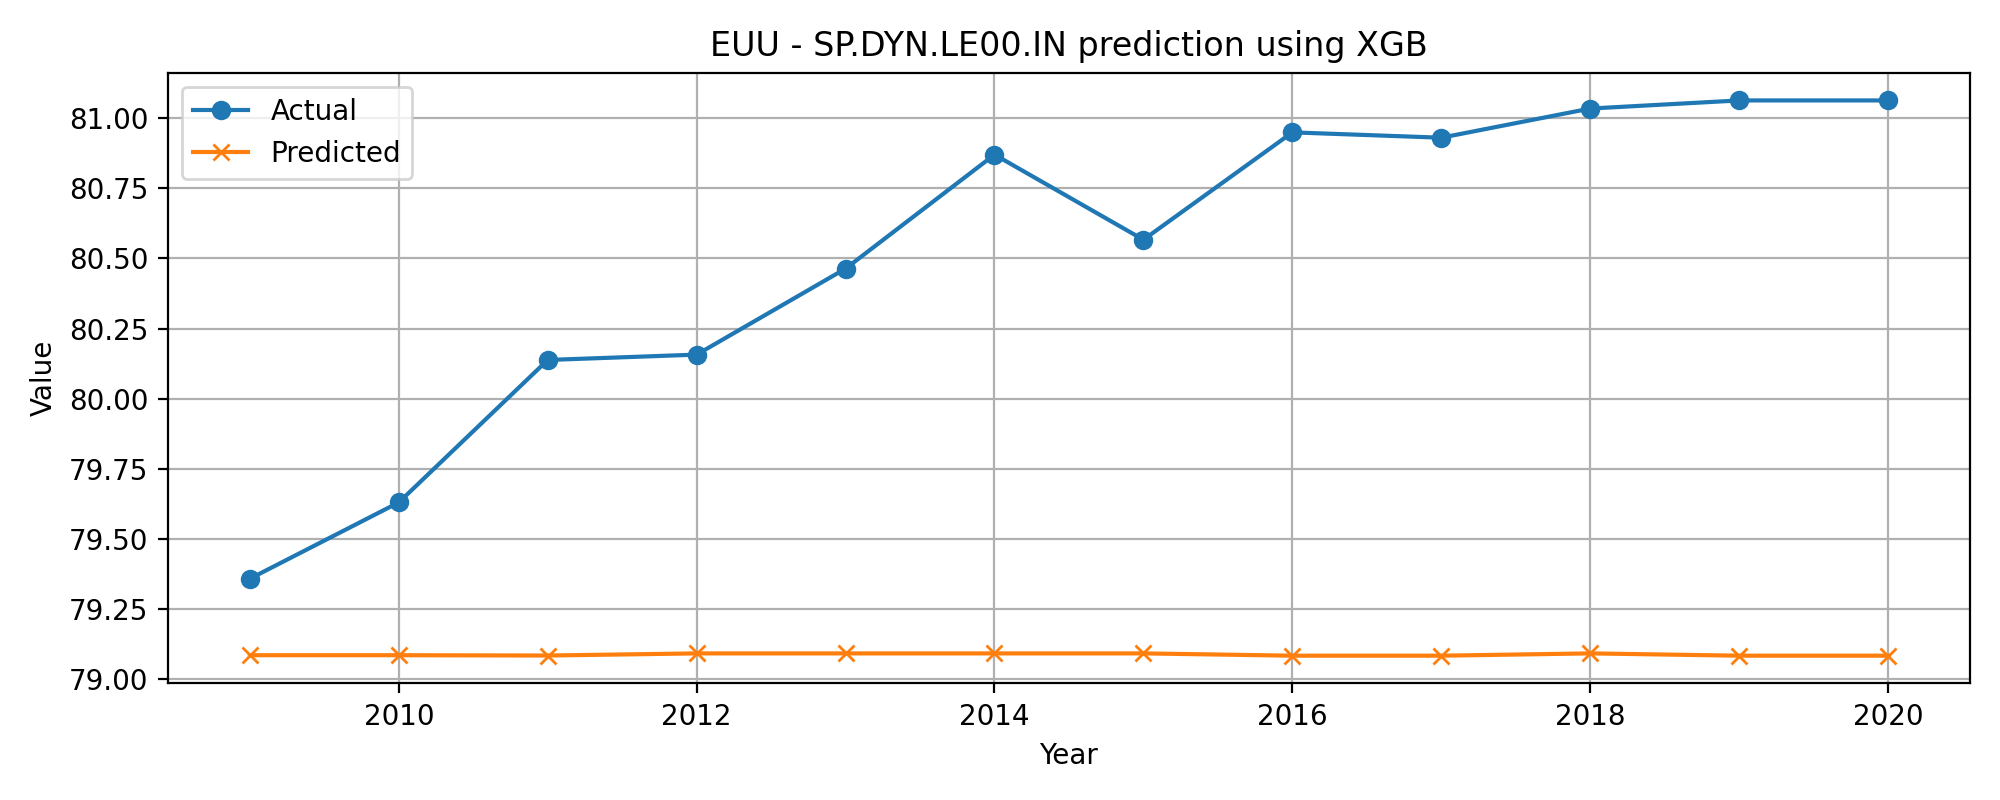 EUU - SP.DYN.LE00.IN prediction using XGB
Actual
Predicted
81.00
80.75
80.50
80.25
80.00
79.75
79.50
79.25
79.00
Value
2010 2012 2014 2016 2018 2020
Year